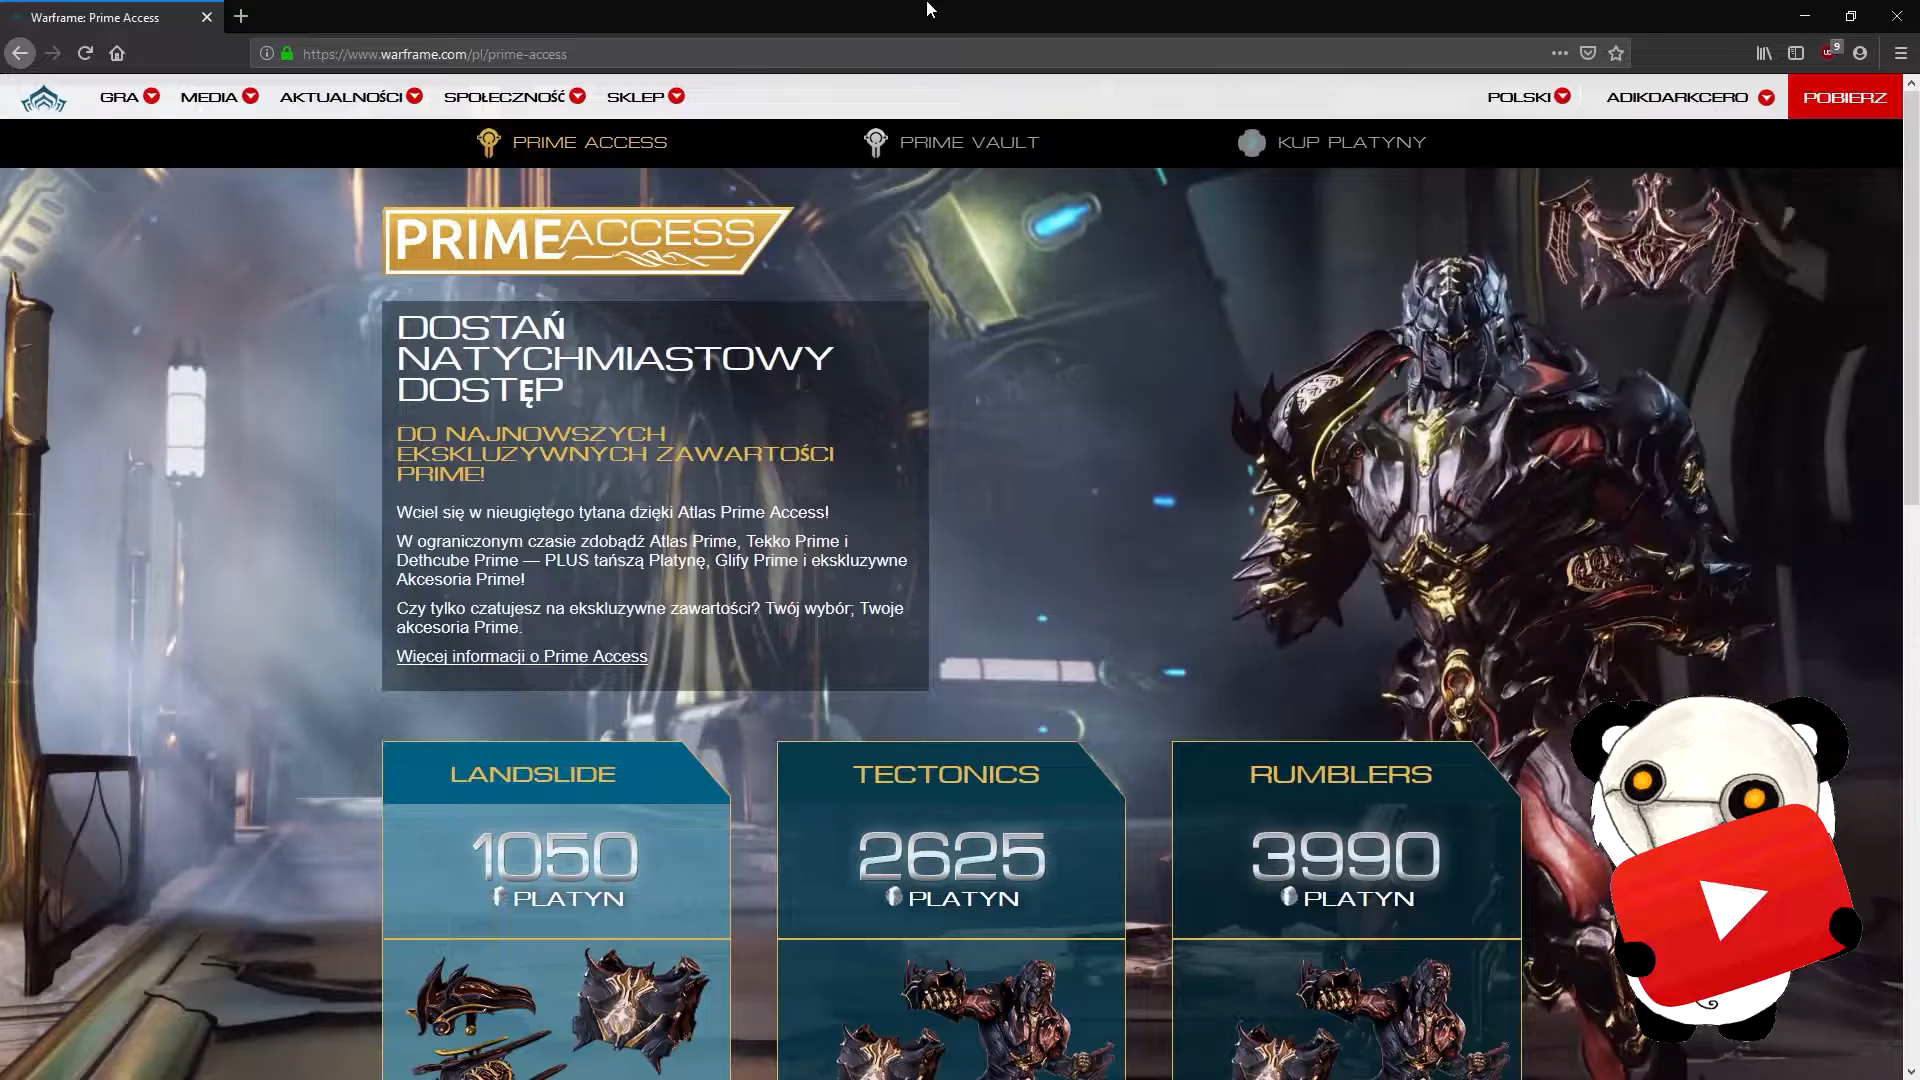 Warframe: Prime Access
https://www.warframe.com/pl/prime-access
9
GRA MEDIA AKTUALNOŚCI SPOŁECZNOŚĆ SKLEP POLSKI ADIKDARKCERO POBIERZ
PRIME ACCESS PRIME VAULT KUP PLATYNY
PRIME ACCESS
DOSTAŃ
NATYCHMIASTOWY
DOSTĘP
DO NAJNOWSZYCH
EKSKLUZYWNYCH ZAWARTOŚCI
PRIME!
Wciel się w nieugiętego tytana dzięki Atlas Prime Access!
W ograniczonym czasie zdobądź Atlas Prime, Tekko Prime i
Dethcube Prime — PLUS tańszą Platynę, Glify Prime i ekskluzywne
Akcesoria Prime!
Czy tylko czatujesz na ekskluzywne zawartości? Twój wybór; Twoje
akcesoria Prime.
Więcej informacji o Prime Access
LANDSLIDE TECTONICS RUMBLERS
1050 2625 3990
PLATYN PLATYN PLATYN